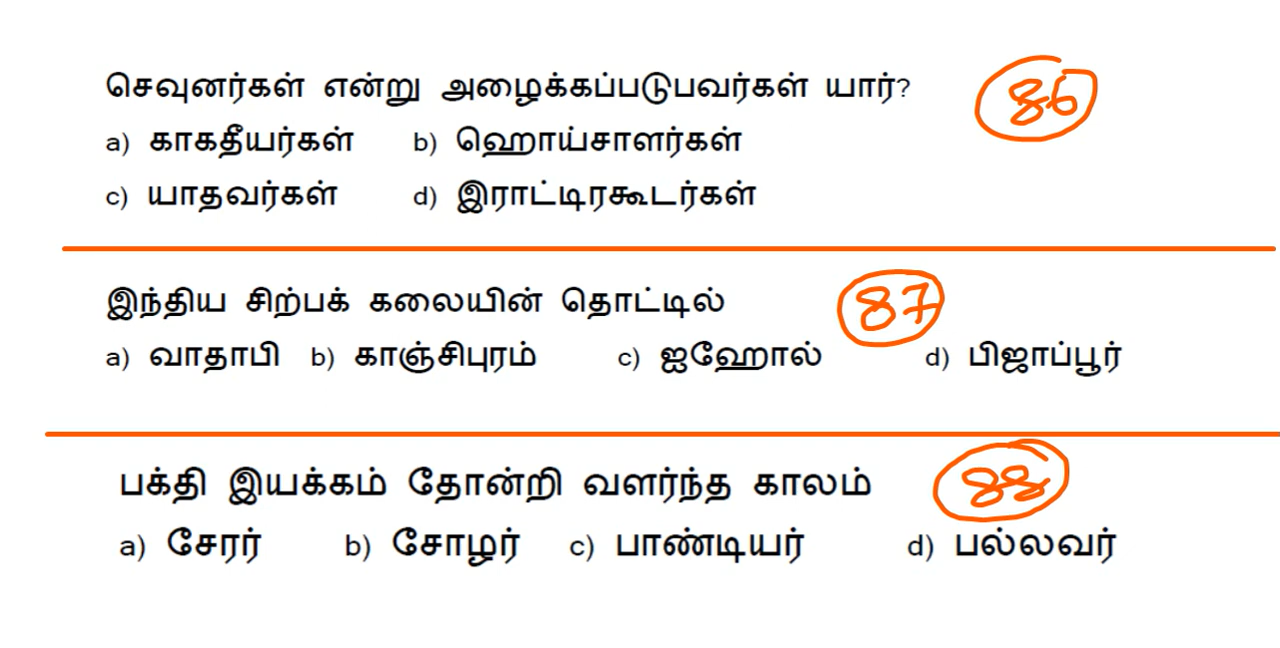 செவுனர்கள் என்று அழைக்கப்படுபவர்கள் யார்? 86
a) காகதீயர்கள் b) ஹொய்சாளர்கள்
c) யாதவர்கள் d) இராட்டிரகூடர்கள்
இந்திய சிற்பக் கலையின் தொட்டில் 87
a) வாதாபி b) காஞ்சிபுரம் c) ஐஹோல் d) பிஜாப்பூர்
பக்தி இயக்கம் தோன்றி வளர்ந்த காலம் 88
a) சேரர் b) சோழர் c) பாண்டியர் d) பல்லவர்